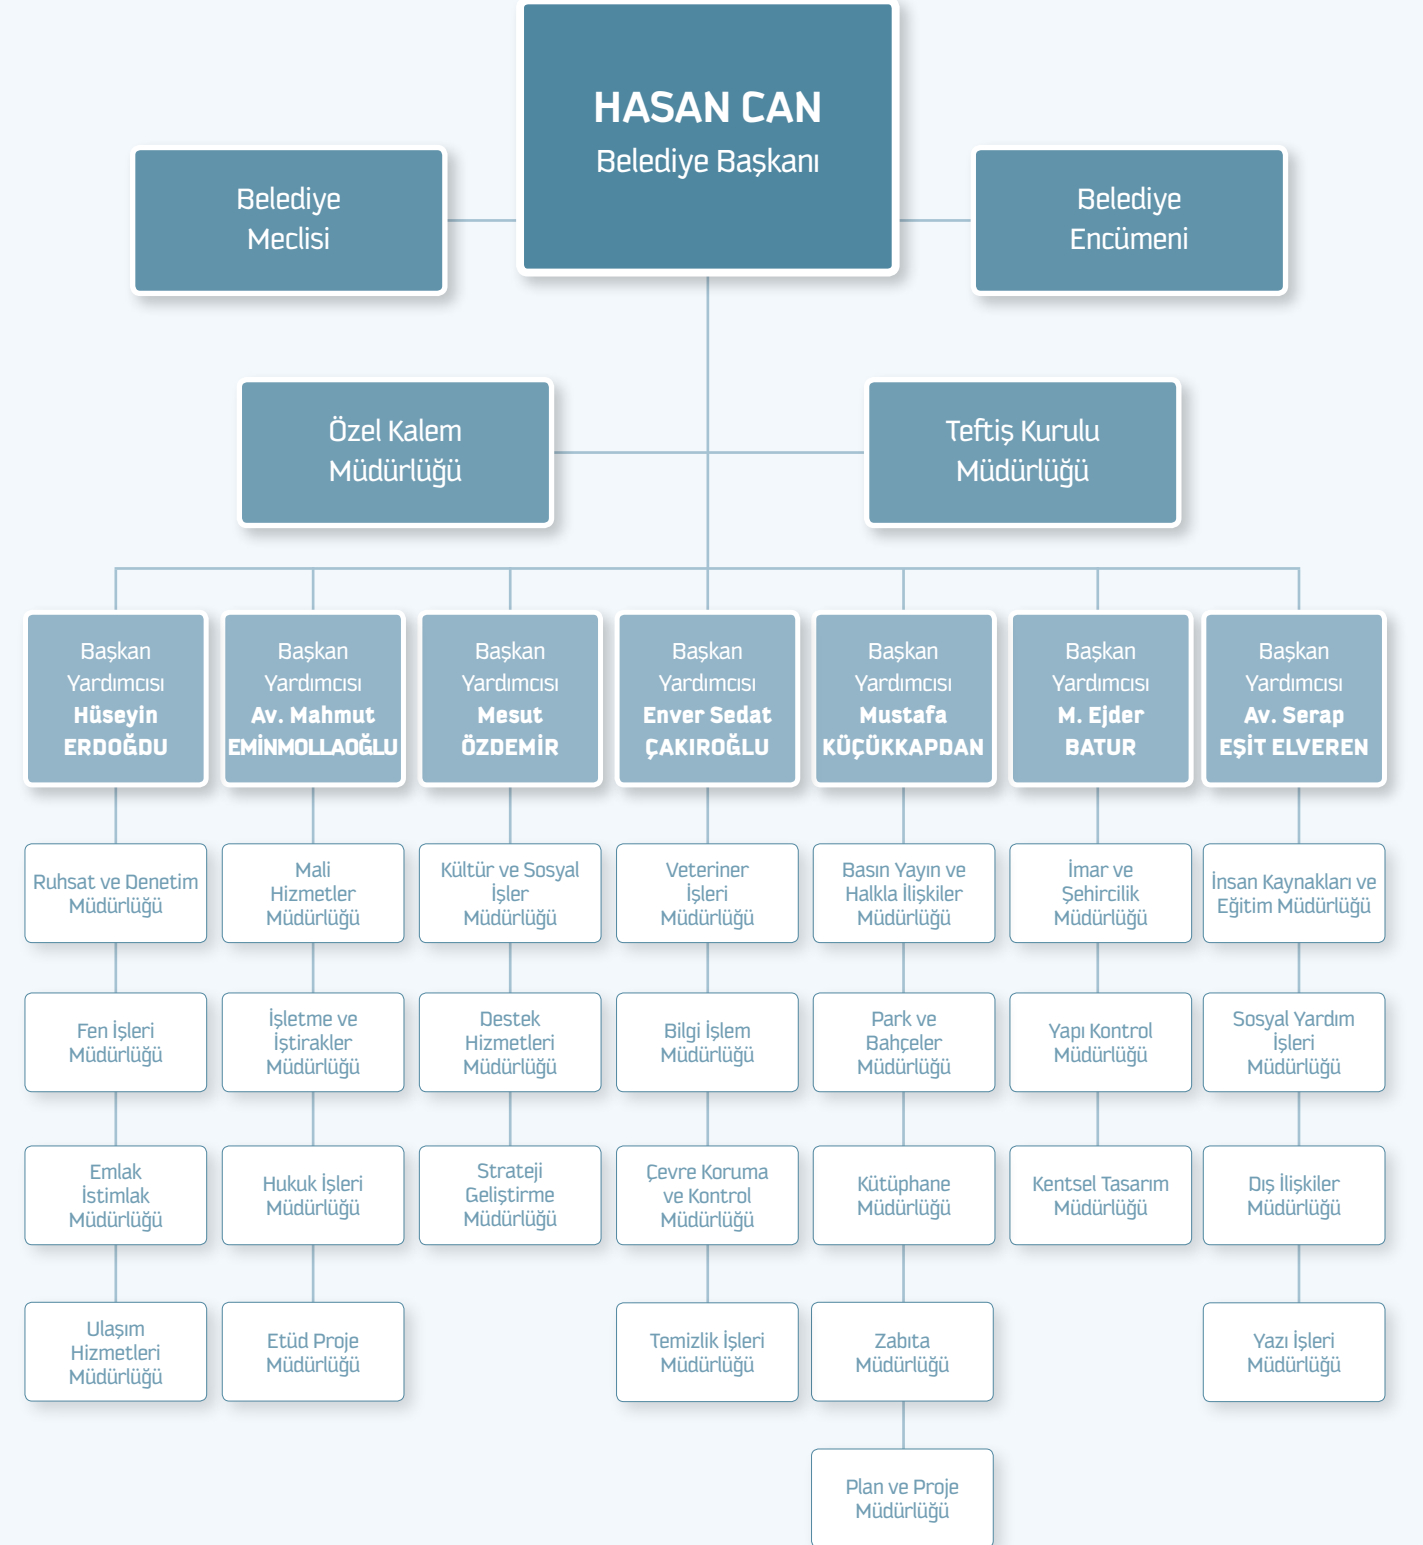 HASAN CAN
Belediye Başkanı
Belediye
Meclisi
Belediye
Encümeni
Özel Kalem
Müdürlüğü
Teftiş Kurulu
Müdürlüğü
Başkan
Yardımcısı
Hüseyin
ERDOĞDU
Başkan
Yardımcısı
Av. Mahmut
EMİNMOLLAOĞLU
Başkan
Yardımcısı
Mesut
ÖZDEMİR
Başkan
Yardımcısı
Enver Sedat
ÇAKIROĞLU
Başkan
Yardımcısı
Mustafa
KÜÇÜKKAPDAN
Başkan
Yardımcısı
M. Ejder
BATUR
Başkan
Yardımcısı
Av. Serap
EŞİT ELVEREN
Ruhsat ve Denetim
Müdürlüğü
Mali
Hizmetler
Müdürlüğü
Kültür ve Sosyal
İşler
Müdürlüğü
Veteriner
İşleri
Müdürlüğü
Basın Yayın ve
Halkla İlişkiler
Müdürlüğü
İmar ve
Şehircilik
Müdürlüğü
İnsan Kaynakları ve
Eğitim Müdürlüğü
Fen İşleri
Müdürlüğü
İşletme ve
İştirakler
Müdürlüğü
Destek
Hizmetleri
Müdürlüğü
Bilgi İşlem
Müdürlüğü
Park ve
Bahçeler
Müdürlüğü
Yapı Kontrol
Müdürlüğü
Sosyal Yardım
İşleri
Müdürlüğü
Emlak
İstimlak
Müdürlüğü
Hukuk İşleri
Müdürlüğü
Strateji
Geliştirme
Müdürlüğü
Çevre Koruma
ve Kontrol
Müdürlüğü
Kütüphane
Müdürlüğü
Kentsel Tasarım
Müdürlüğü
Dış İlişkiler
Müdürlüğü
Ulaşım
Hizmetleri
Müdürlüğü
Etüd Proje
Müdürlüğü
Temizlik İşleri
Müdürlüğü
Zabıta
Müdürlüğü
Yazı İşleri
Müdürlüğü
Plan ve Proje
Müdürlüğü